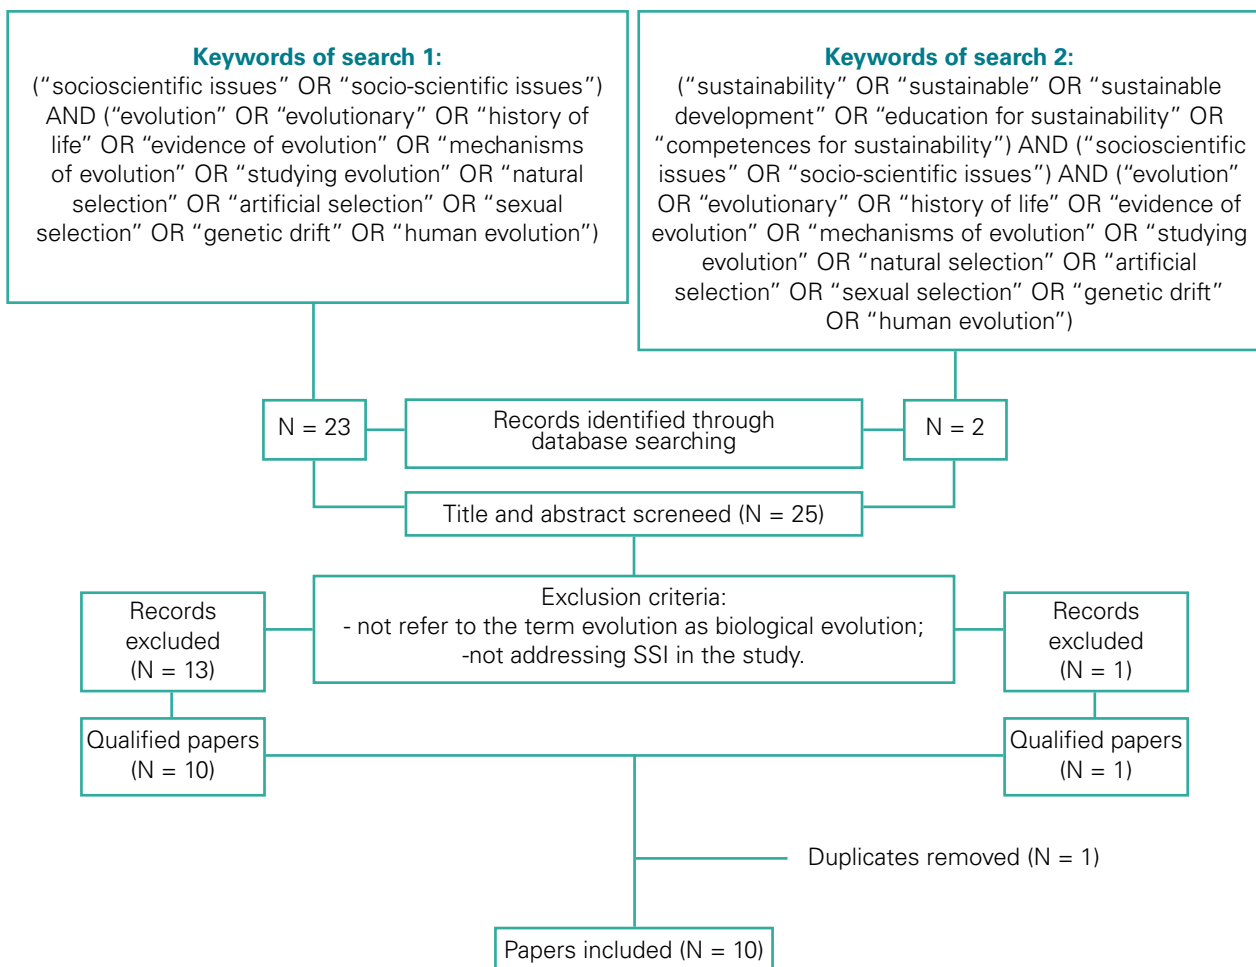 Keywords of search 1:
(“socioscientific issues” OR “socio-scientific issues”)
AND (“evolution” OR “evolutionary” OR “history of
life” OR “evidence of evolution” OR “mechanisms
of evolution” OR “studying evolution” OR “natural
selection” OR “artificial selection” OR “sexual
selection” OR “genetic drift” OR “human evolution”)
Keywords of search 2:
(“sustainability” OR “sustainable” OR “sustainable
development” OR “education for sustainability” OR
“competences for sustainability”) AND (“socioscientific
issues” OR “socio-scientific issues”) AND (“evolution”
OR “evolutionary” OR “history of life” OR “evidence of
evolution” OR “mechanisms of evolution” OR “studying
evolution” OR “natural selection” OR “artificial
selection” OR “sexual selection” OR “genetic drift”
OR “human evolution”)
N = 23
Records identified through
database searching
N = 2
Title and abstract screneed (N = 25)
Records
excluded
(N = 13)
Exclusion criteria:
- not refer to the term evolution as biological evolution;
-not addressing SSI in the study.
Records
excluded
(N = 1)
Qualified papers
(N = 10)
Qualified papers
(N = 1)
Duplicates removed (N = 1)
Papers included (N = 10)